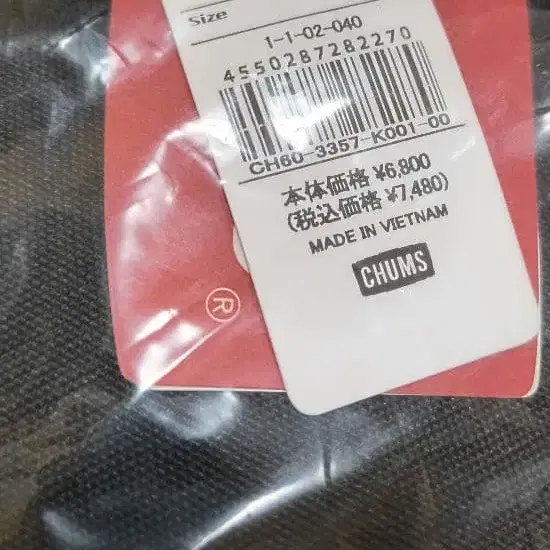 Size
1-1-02-040
4550287282270
CH60-3357-K001-00
本体価格 ¥6,800
(税込価格 ¥7,480)
MADE IN VIETNAM
CHUMS
®